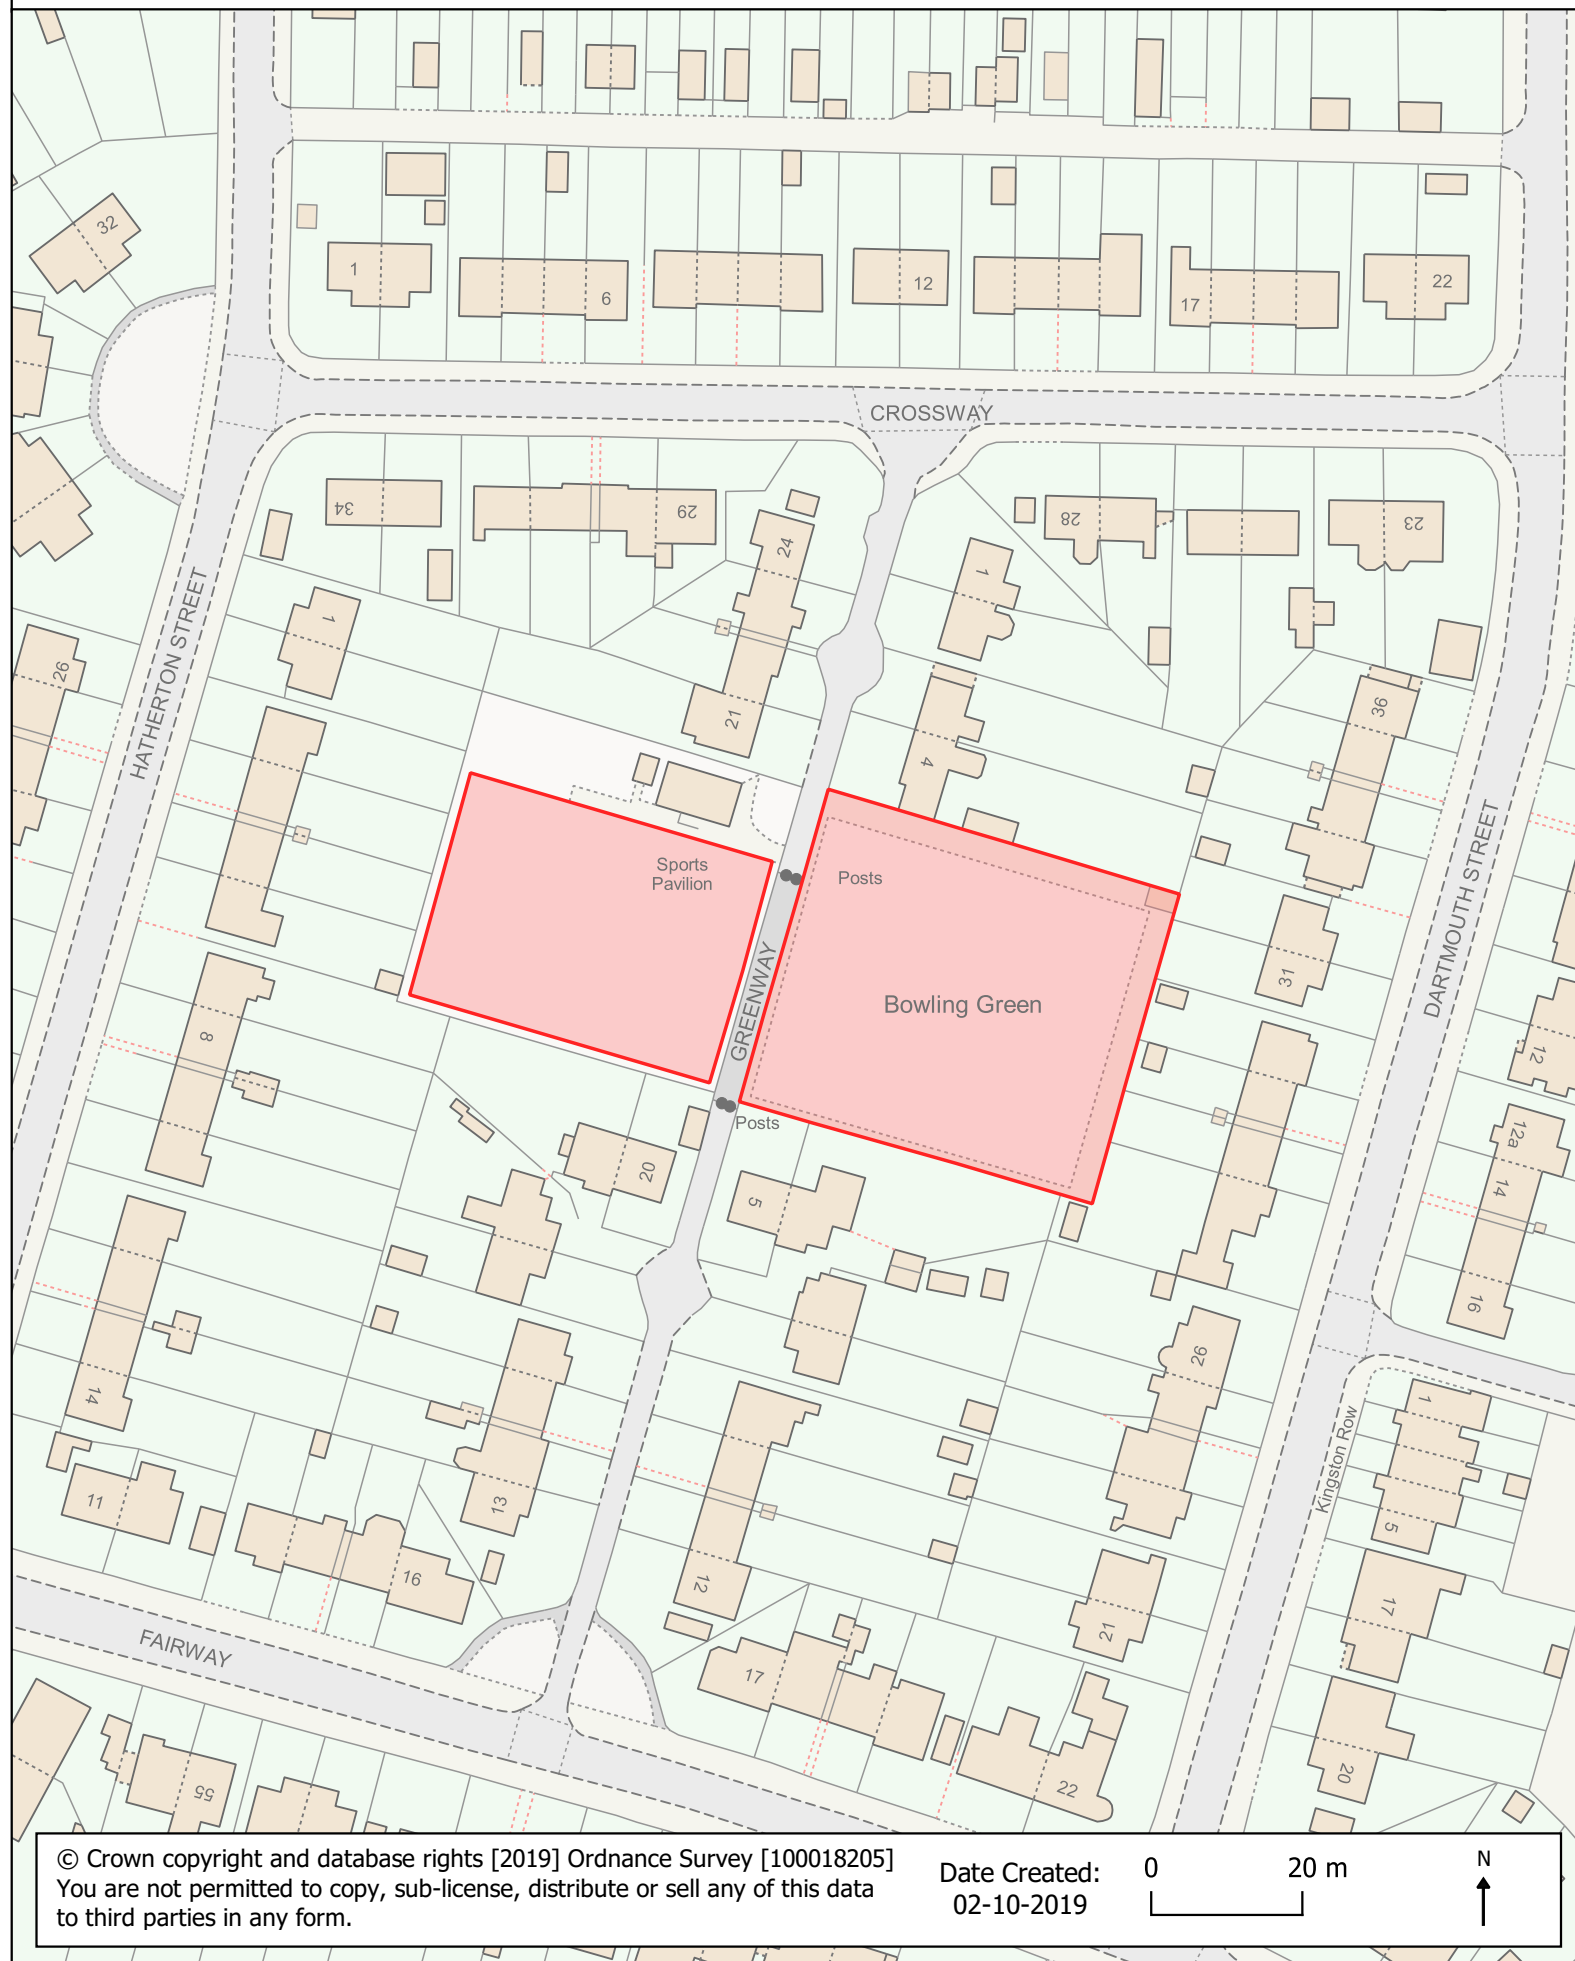 32
1
6
12
17
22
CROSSWAY
34
29
24
28
23
1
1
26
21
4
36
HATHERTON STREET
Sports
Pavilion
Posts
GREENWAY
Bowling Green
31
DARTMOUTH STREET
8
12
Posts
20
5
12a
14
16
14
26
13
11
16
12
1
Kingston Row
5
17
21
FAIRWAY
17
22
20
55
© Crown copyright and database rights [2019] Ordnance Survey [100018205]
You are not permitted to copy, sub-license, distribute or sell any of this data
to third parties in any form.
Date Created:
02-10-2019
0 20 m
N